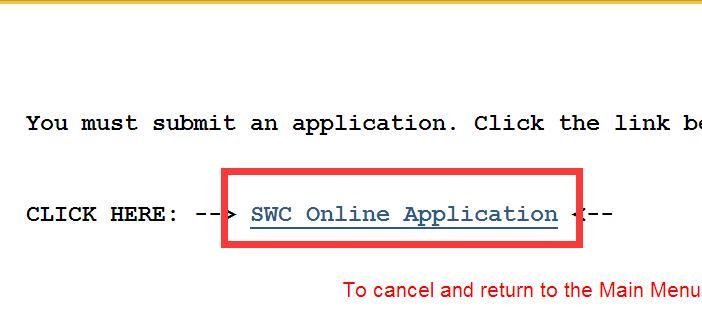 You must submit an application. Click the link
CLICK HERE: --> SWC Online Application <--
To cancel and return to the Main Menu